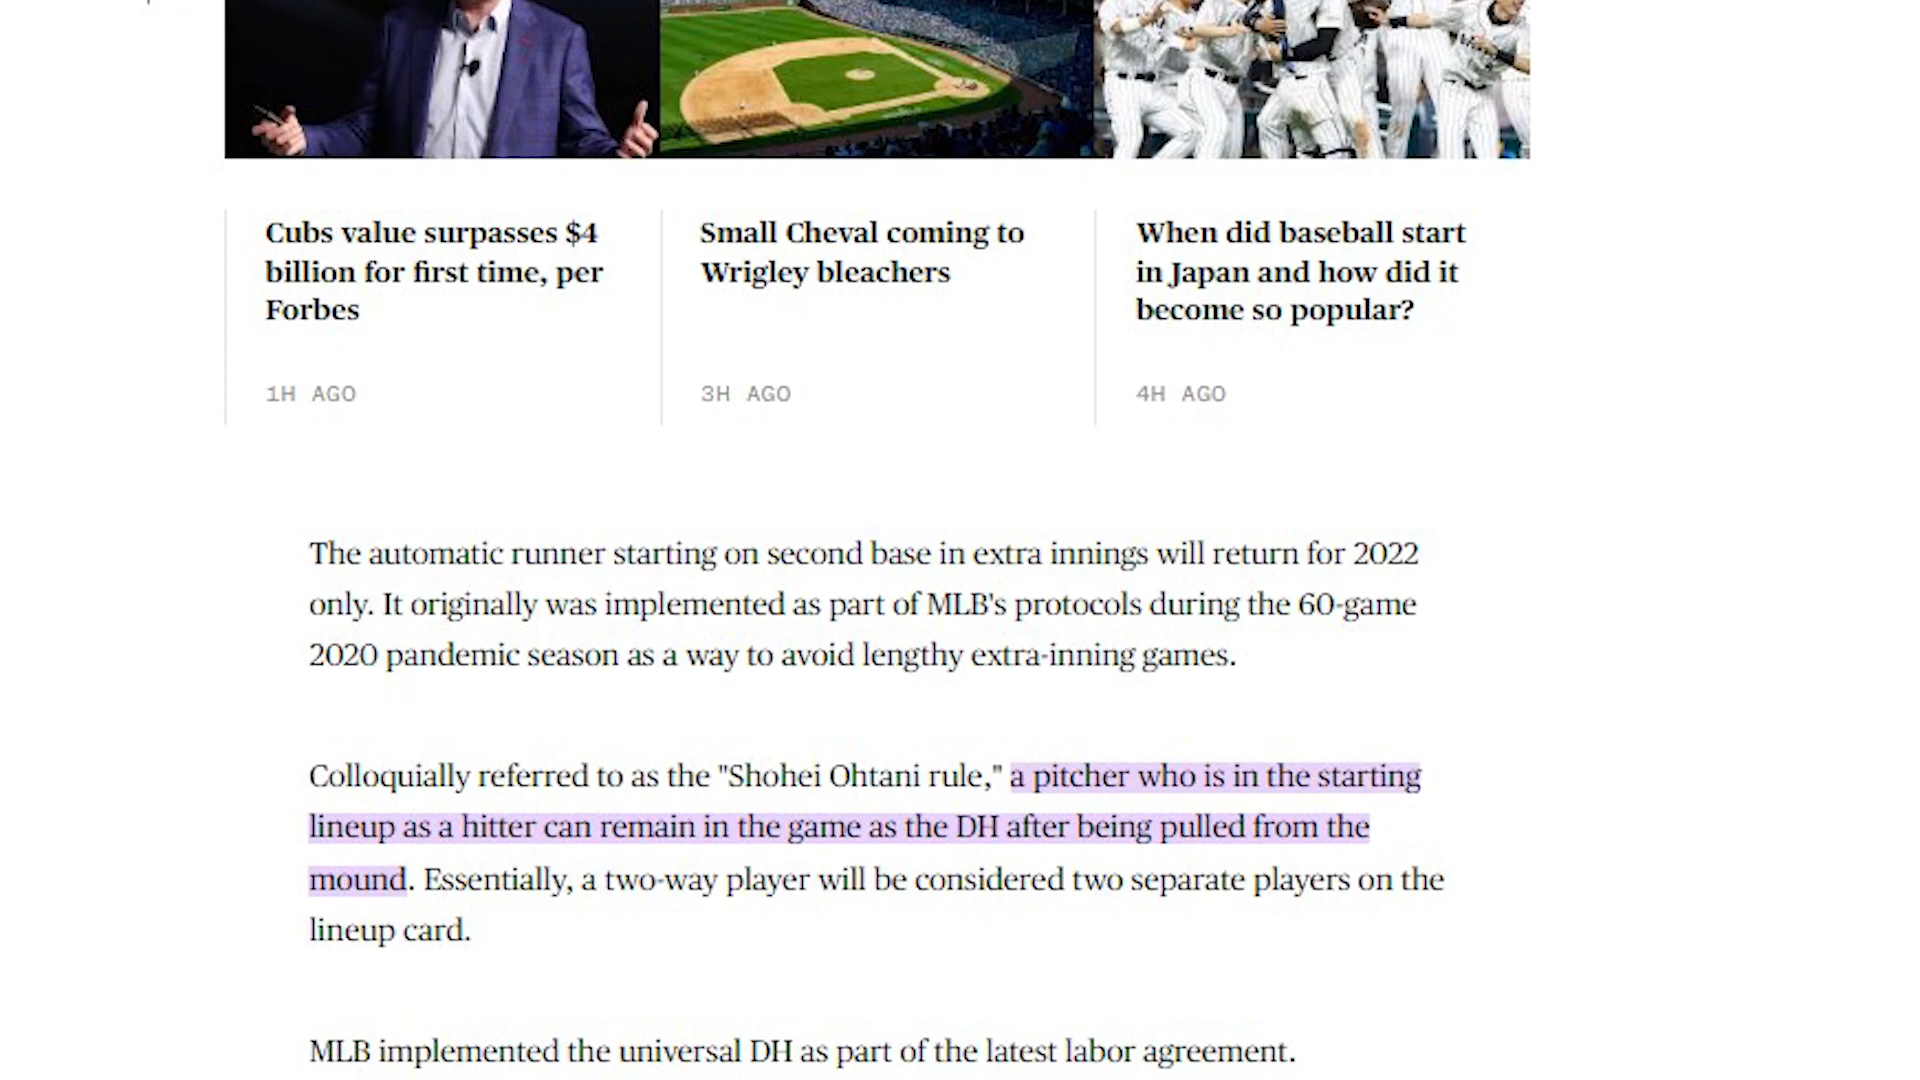 Cubs value surpasses $4
billion for first time, per
Forbes
1H AGO
Small Cheval coming to
Wrigley bleachers
3H AGO
When did baseball start
in Japan and how did it
become so popular?
4H AGO
The automatic runner starting on second base in extra innings will return for 2022
only. It originally was implemented as part of MLB's protocols during the 60-game
2020 pandemic season as a way to avoid lengthy extra-inning games.
Colloquially referred to as the "Shohei Ohtani rule," a pitcher who is in the starting
lineup as a hitter can remain in the game as the DH after being pulled from the
mound. Essentially, a two-way player will be considered two separate players on the
lineup card.
MLB implemented the universal DH as part of the latest labor agreement.